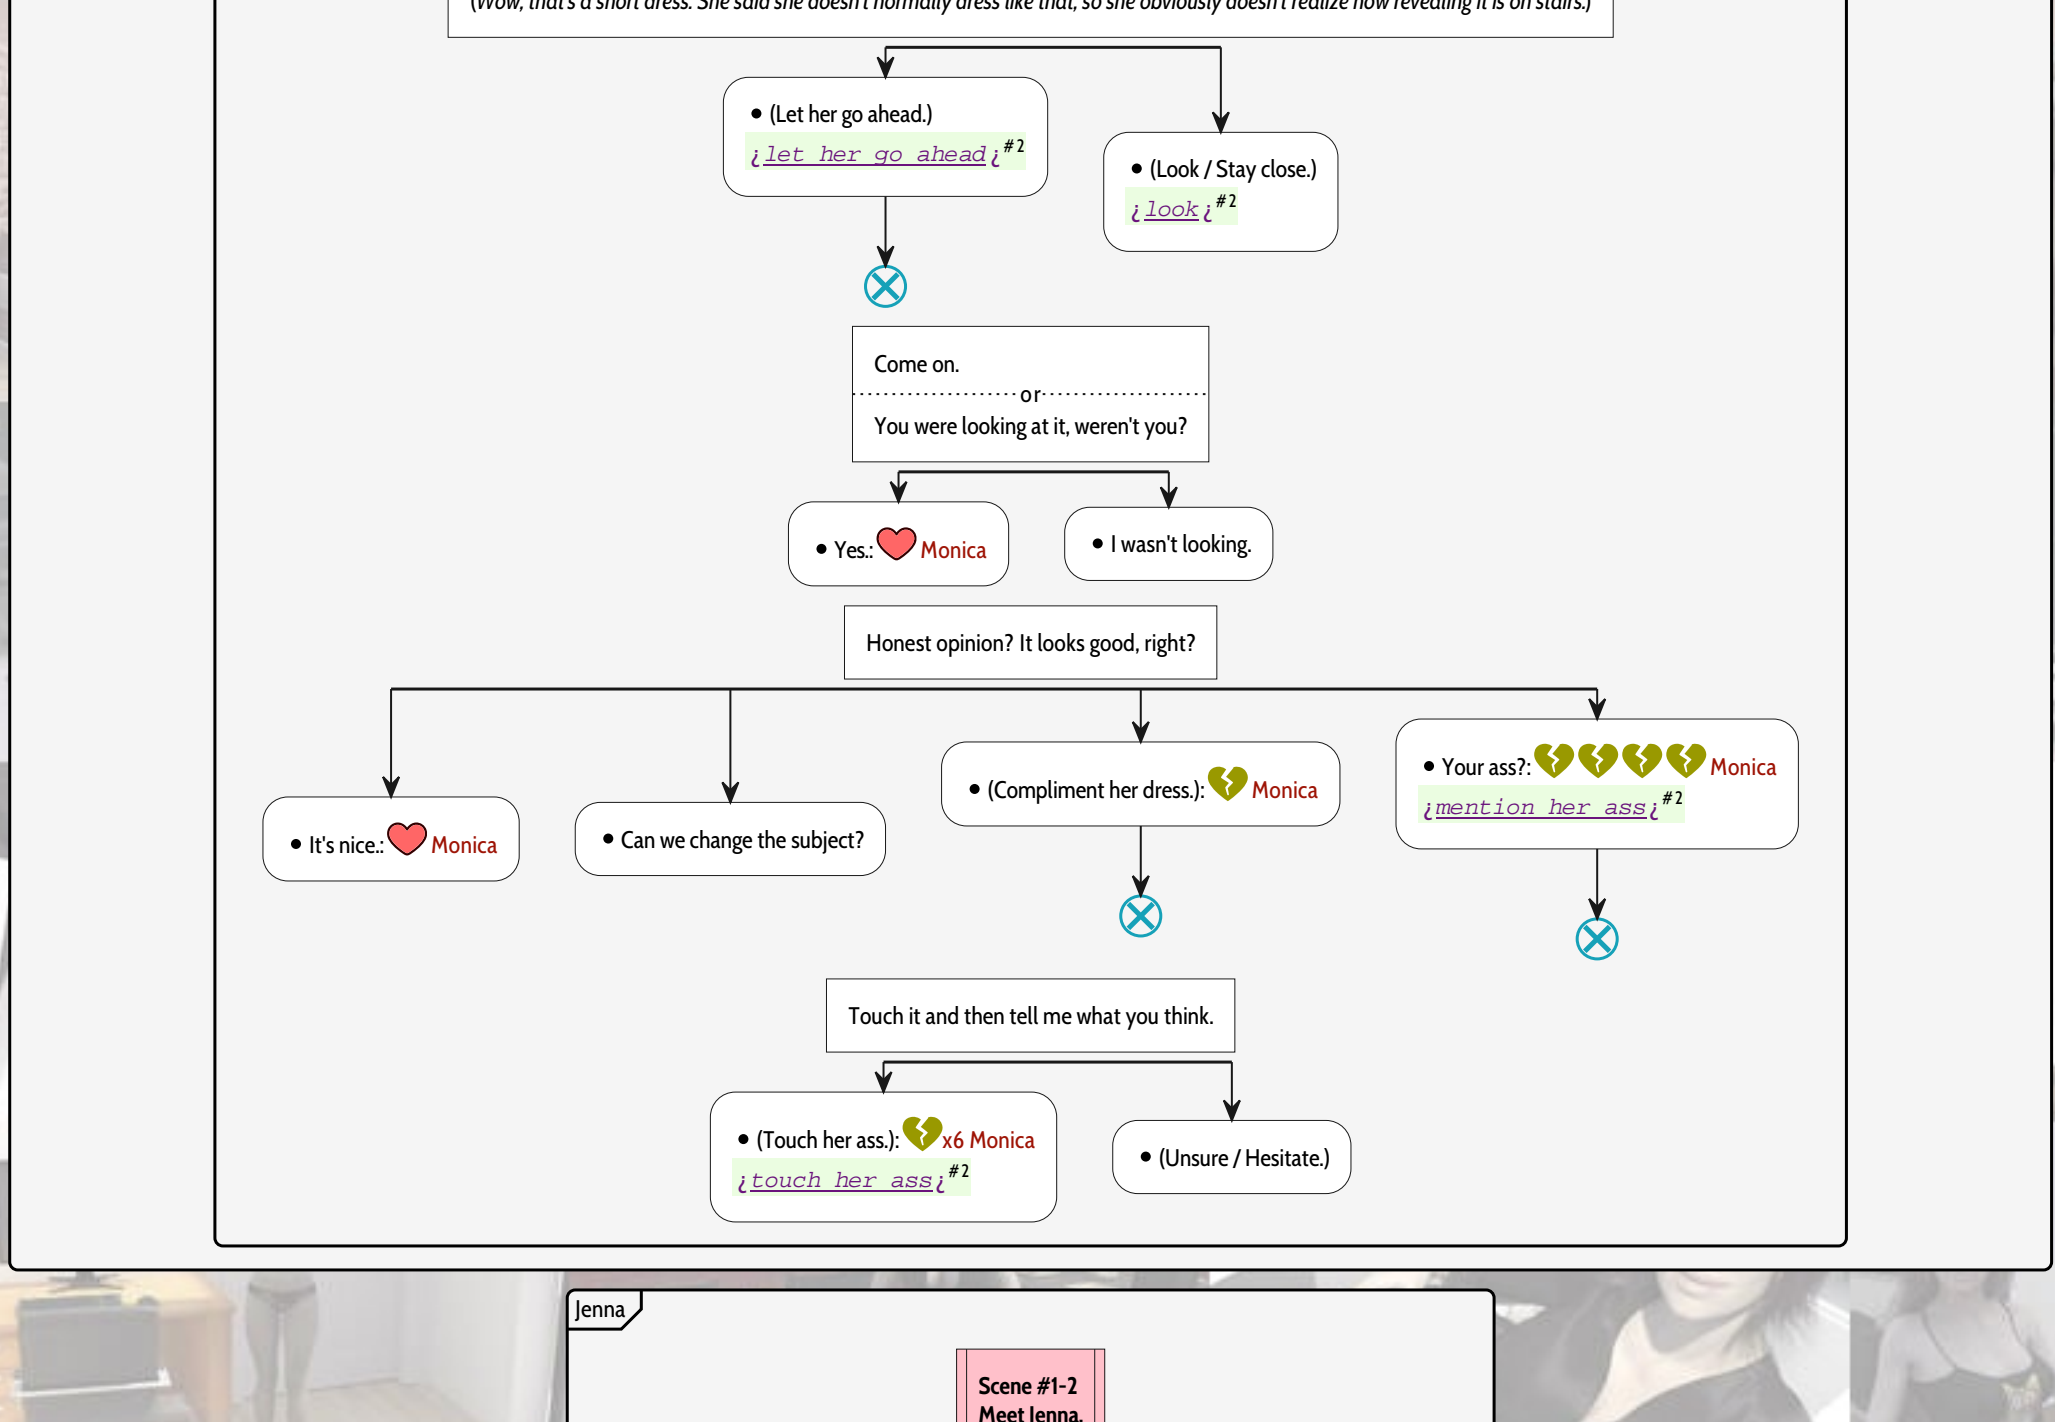 (Wow, that's a short dress. She said she doesn't normally dress like that, so she obviously doesn't realize how revealing it is on stairs.)
• (Let her go ahead.)
¿let her go ahead¿#2
• (Look / Stay close.)
¿look¿#2
Come on.
or
You were looking at it, weren't you?
• Yes.: Monica
• I wasn't looking.
Honest opinion? It looks good, right?
• It's nice.: Monica
• Can we change the subject?
• (Compliment her dress.): Monica
• Your ass?: Monica
¿mention her ass¿#2
Touch it and then tell me what you think.
• (Touch her ass.): x6 Monica
¿touch her ass¿#2
• (Unsure / Hesitate.)
Jenna
Scene #1-2
Meet Jenna.